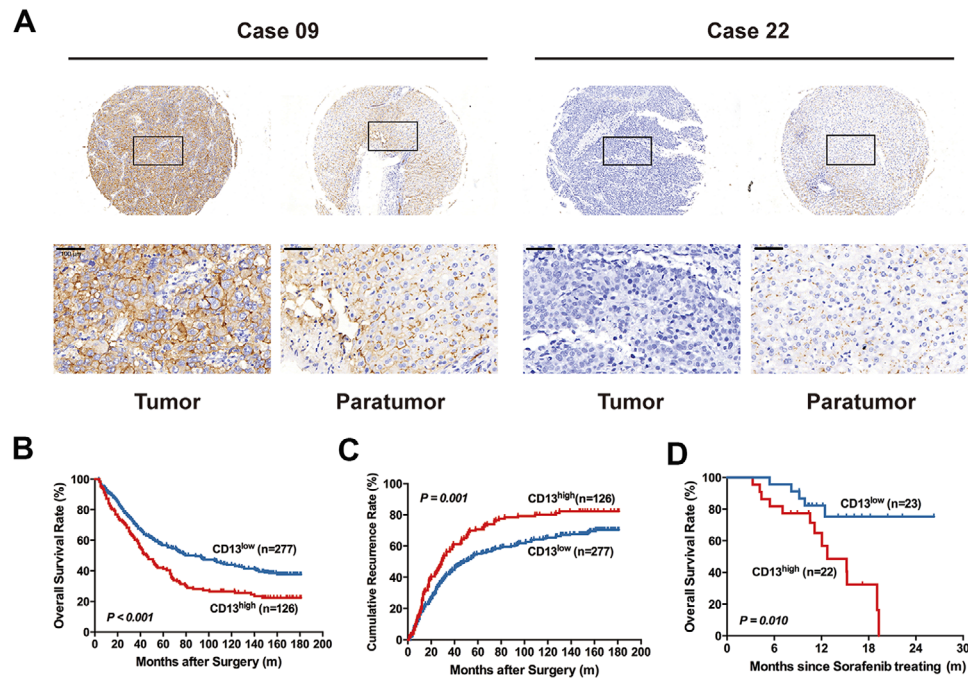 A
Case 09
Case 22
100 μm
Tumor
Paratumor
Tumor
Paratumor
B
Overall Survival Rate (%)
100
80
60
40
20
0
CD13low (n=277)
CD13high (n=126)
P < 0.001
0 20 40 60 80 100 120 140 160 180 200
Months after Surgery (m)
C
Cumulative Recurrence Rate (%)
100
80
60
40
20
0
P = 0.001
CD13high (n=126)
CD13low (n=277)
0 20 40 60 80 100 120 140 160 180 200
Months after Surgery (m)
D
Overall Survival Rate (%)
100
80
60
40
20
0
CD13low (n=23)
CD13high (n=22)
P = 0.010
0 6 12 18 24 30
Months since Sorafenib treating (m)